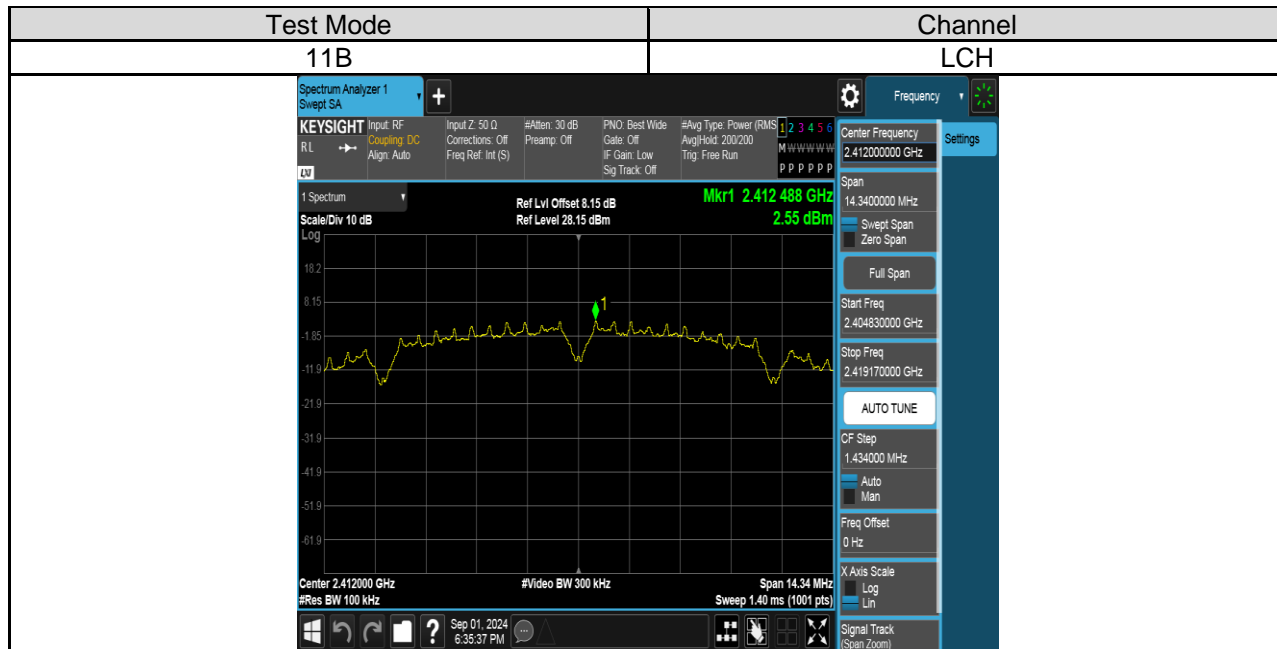 Test Mode
Channel
11B
LCH
Spectrum Analyzer 1
Swept SA
+
Frequency
KEYSIGHT
RL
LXI
Input: RF
Coupling: DC
Align: Auto
Input Z: 50 Ω
Corrections: Off
Freq Ref: Int (S)
#Atten: 30 dB
Preamp: Off
PNO: Best Wide
Gate: Off
IF Gain: Low
Sig Track: Off
#Avg Type: Power (RMS
Avg|Hold: 200/200
Trig: Free Run
1 2 3 4 5 6
M W W W W W
P P P P P P
Center Frequency
2.412000000 GHz
Settings
1 Spectrum
Scale/Div 10 dB
Ref Lvl Offset 8.15 dB
Ref Level 28.15 dBm
Mkr1 2.412 488 GHz
2.55 dBm
Log
18.2
8.15
-1.85
-11.9
-21.9
-31.9
-41.9
-51.9
-61.9
1
Center 2.412000 GHz
#Res BW 100 kHz
#Video BW 300 kHz
Span 14.34 MHz
Sweep 1.40 ms (1001 pts)
Span
14.3400000 MHz
Swept Span
Zero Span
Full Span
Start Freq
2.404830000 GHz
Stop Freq
2.419170000 GHz
AUTO TUNE
CF Step
1.434000 MHz
Auto
Man
Freq Offset
0 Hz
X Axis Scale
Log
Lin
Signal Track
(Span Zoom)
?
Sep 01, 2024
6:35:37 PM